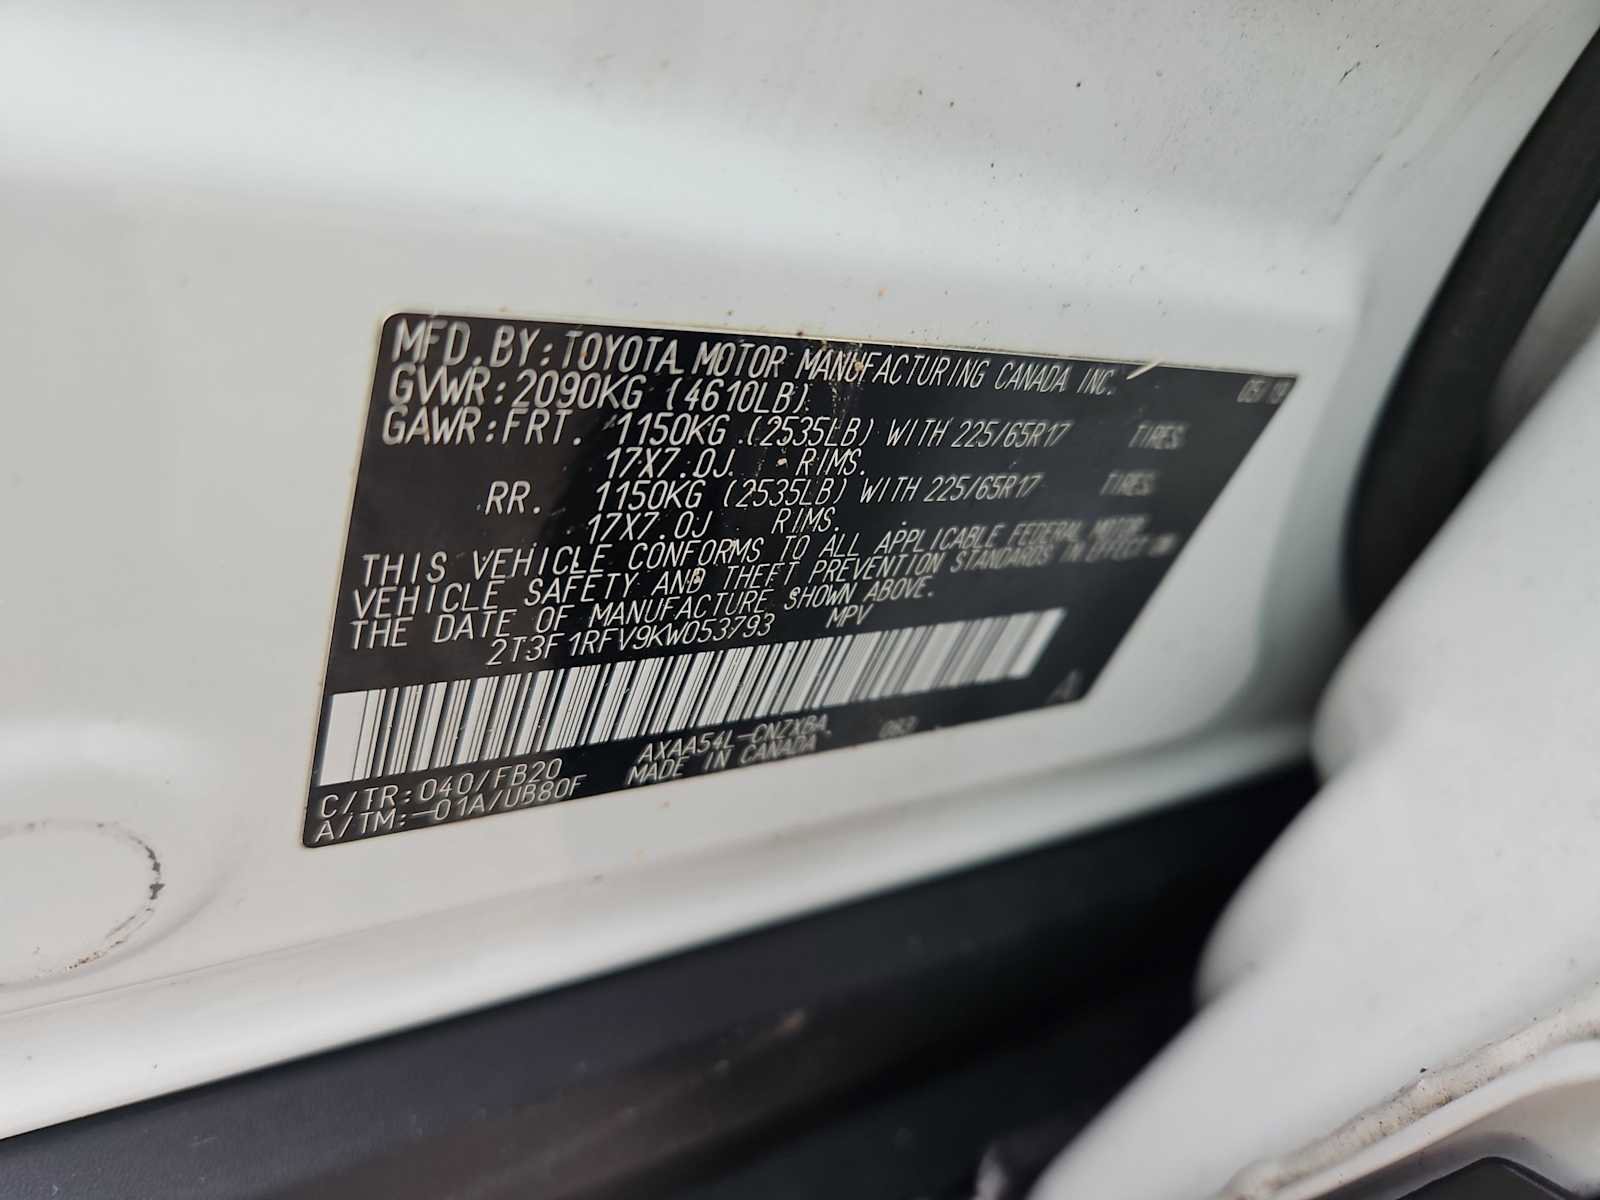 MFD. BY: TOYOTA MOTOR MANUFACTURING CANADA INC. 05/19
GVWR: 2090KG (4610LB)
GAWR: FRT. 1150KG (2535LB) WITH 225/65R17 TIRES
17X7.0J RIMS.
RR. 1150KG (2535LB) WITH 225/65R17 TIRES
17X7.0J RIMS.
THIS VEHICLE CONFORMS TO ALL APPLICABLE FEDERAL MOTOR
VEHICLE SAFETY AND THEFT PREVENTION STANDARDS IN EFFECT ON
THE DATE OF MANUFACTURE SHOWN ABOVE.
2T3F1RFV9KW053793 MPV
AXAA54L-CNZXBA
C/TR: 040/FB20 MADE IN CANADA
A/TM: -01A/UB80F